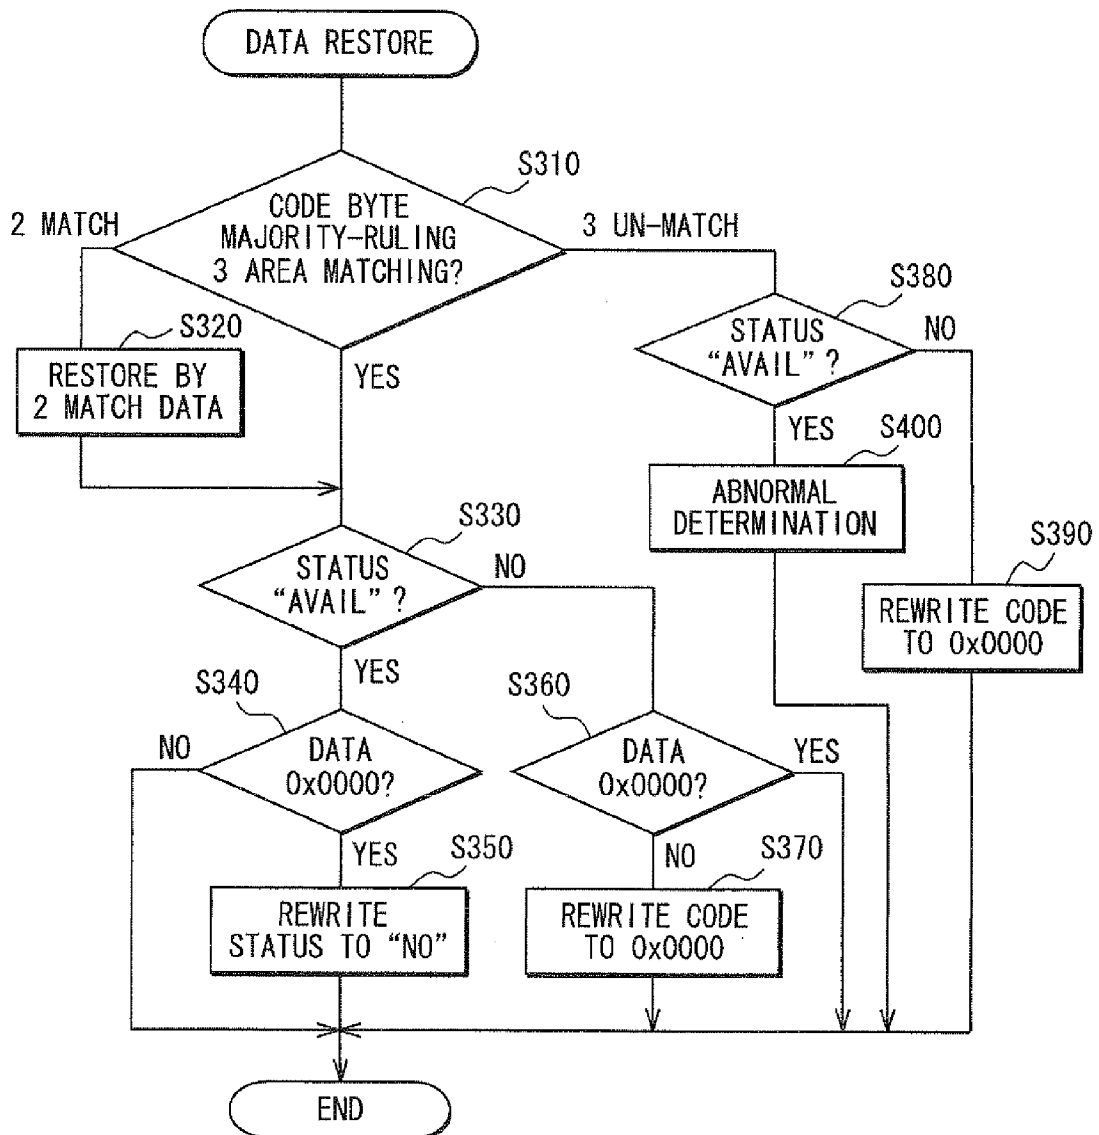 DATA RESTORE
S310
CODE BYTE
MAJORITY-RULING
3 AREA MATCHING?
2 MATCH
3 UN-MATCH
S320
RESTORE BY
2 MATCH DATA
YES
S380
STATUS
“AVAIL” ?
NO
YES
S400
ABNORMAL
DETERMINATION
S390
REWRITE CODE
TO 0x0000
S330
STATUS
“AVAIL” ?
NO
YES
S340
DATA
0x0000?
NO
YES
S350
REWRITE
STATUS TO “NO”
S360
DATA
0x0000?
YES
NO
S370
REWRITE CODE
TO 0x0000
END